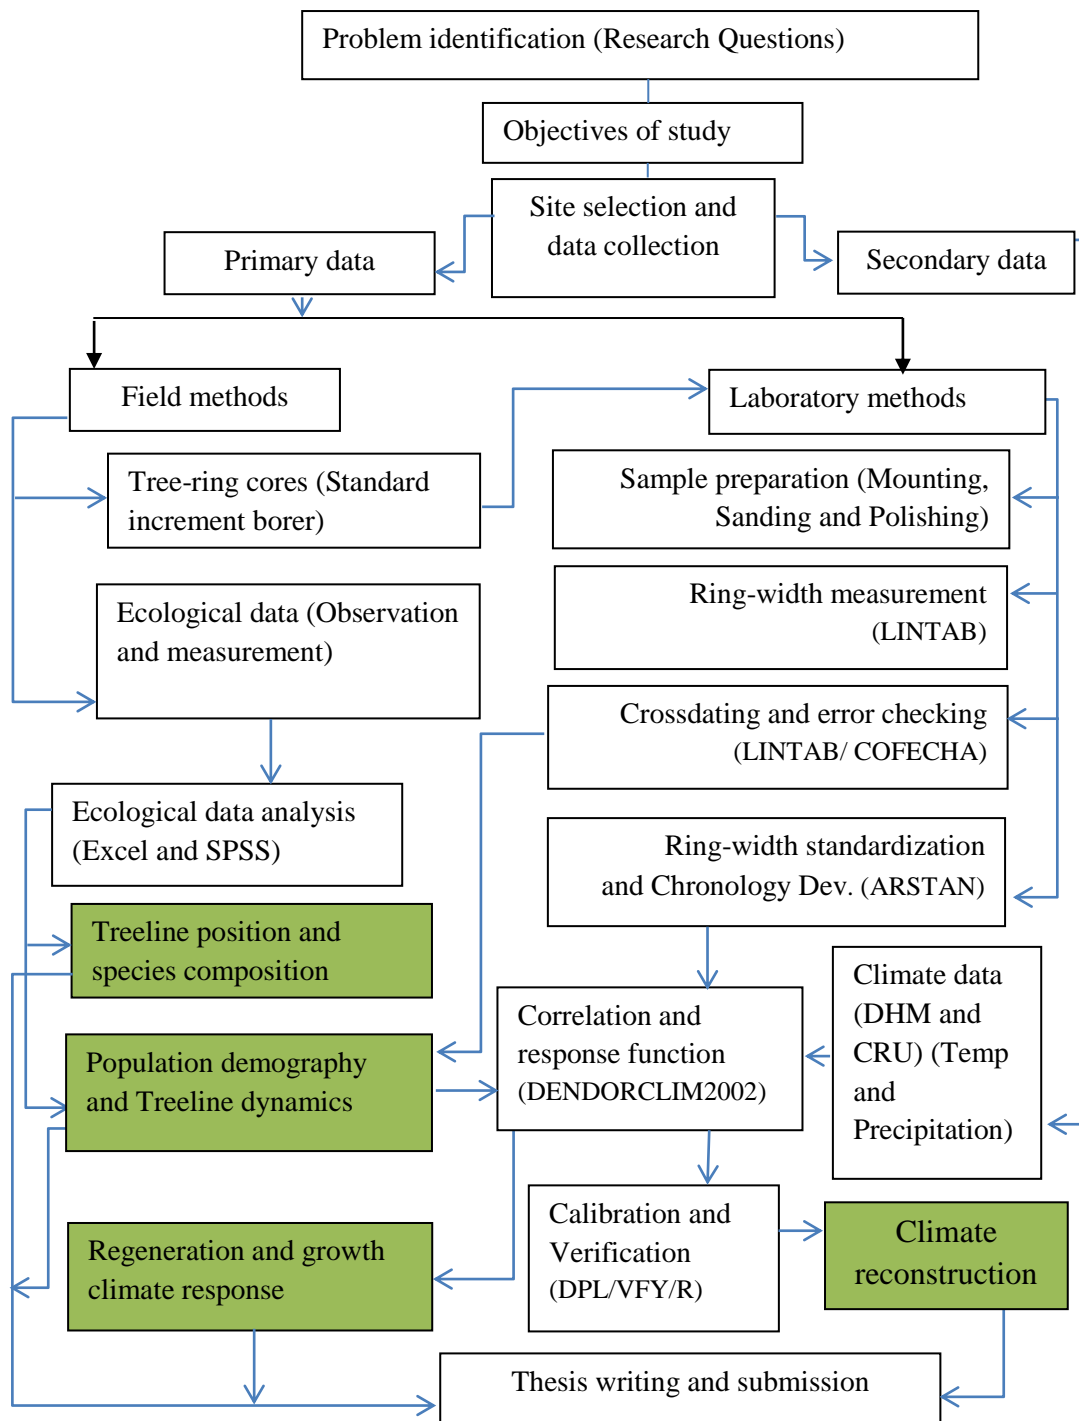 Problem identification (Research Questions)
Objectives of study
Site selection and
data collection
Primary data
Secondary data
Field methods
Laboratory methods
Tree-ring cores (Standard
increment borer)
Sample preparation (Mounting,
Sanding and Polishing)
Ring-width measurement
(LINTAB)
Ecological data (Observation
and measurement)
Crossdating and error checking
(LINTAB/ COFECHA)
Ecological data analysis
(Excel and SPSS)
Ring-width standardization
and Chronology Dev. (ARSTAN)
Treeline position and
species composition
Climate data
(DHM and
CRU) (Temp
and
Precipitation)
Correlation and
response function
(DENDORCLIM2002)
Population demography
and Treeline dynamics
Calibration and
Verification
(DPL/VFY/R)
Climate
reconstruction
Regeneration and growth
climate response
Thesis writing and submission